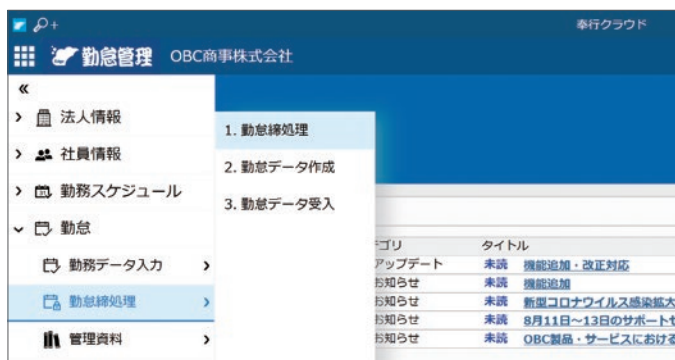 奉行クラウド
勤怠管理 OBC商事株式会社
«
法人情報
社員情報
勤務スケジュール
勤怠
勤務データ入力
勤怠締処理
管理資料
1. 勤怠締処理
2. 勤怠データ作成
3. 勤怠データ受入
ゴリ タイトル
アップデート 未読 機能追加・改正対応
お知らせ 未読 機能追加
お知らせ 未読 新型コロナウイルス感染拡大
お知らせ 未読 8月11日～13日のサポートセ
お知らせ 未読 OBC製品・サービスにおける